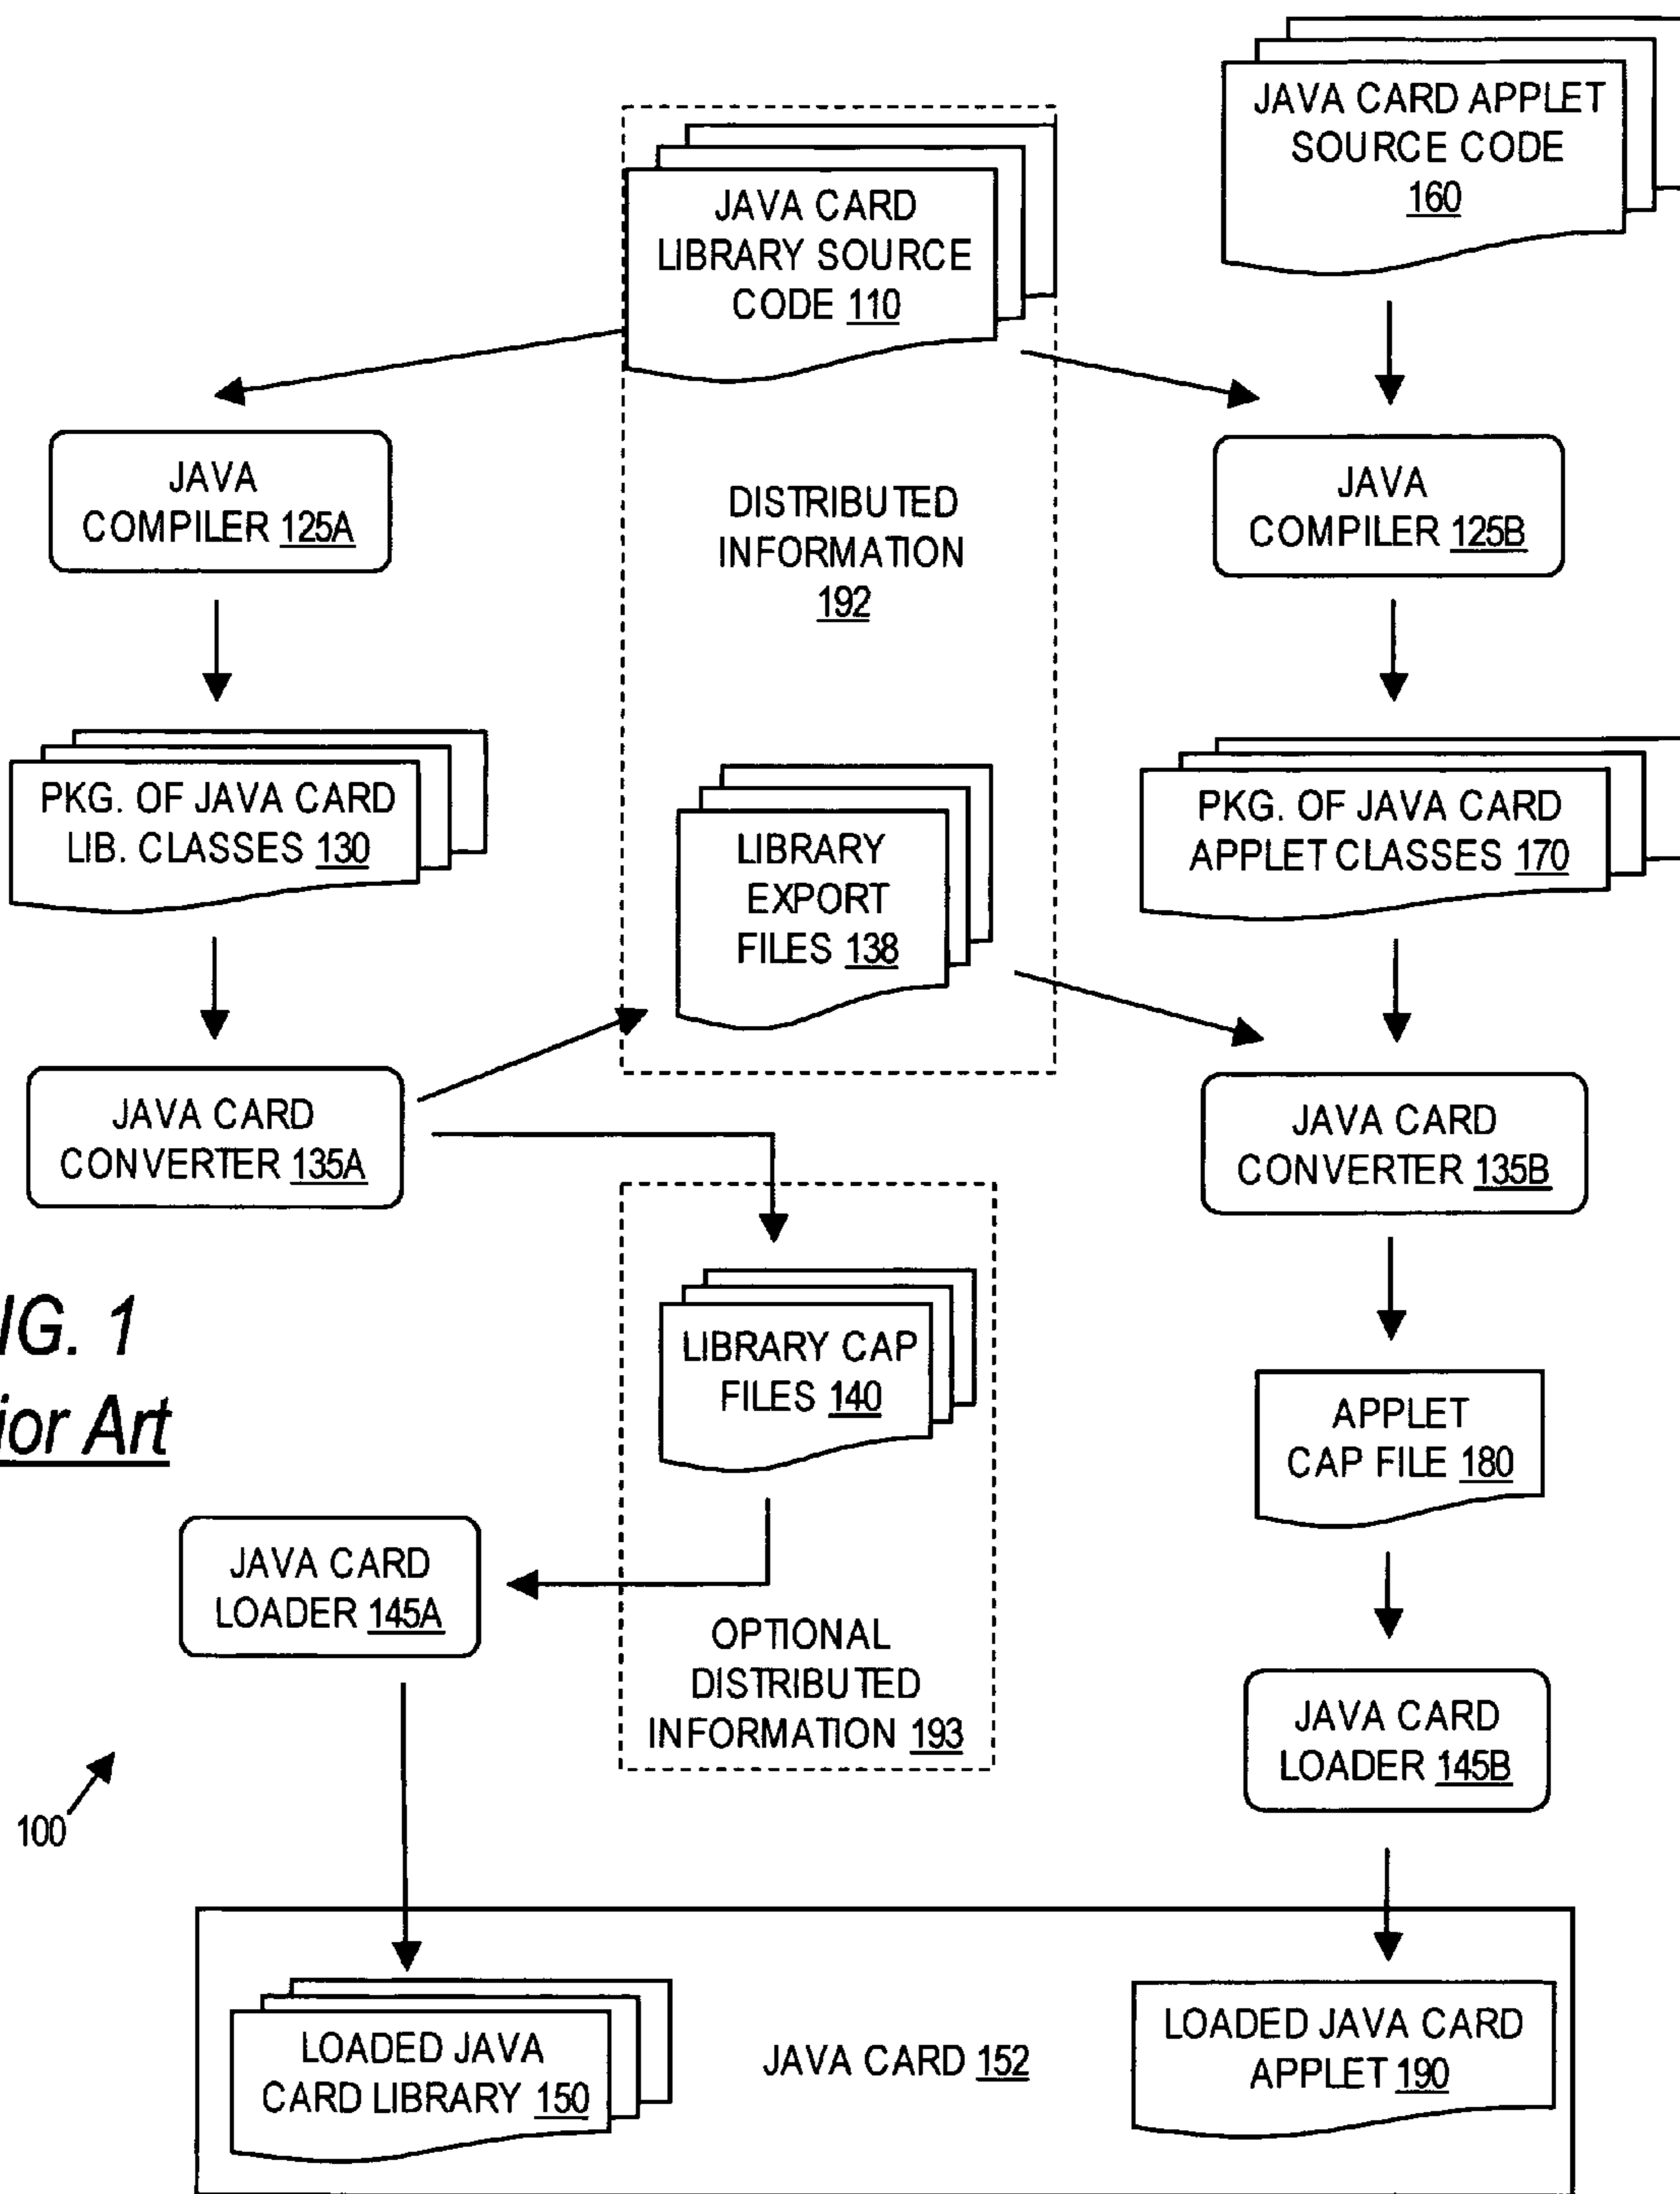 JAVA CARD APPLET
SOURCE CODE
160
JAVA CARD
LIBRARY SOURCE
CODE 110
JAVA
COMPILER 125A
DISTRIBUTED
INFORMATION
192
JAVA
COMPILER 125B
PKG. OF JAVA CARD
LIB. CLASSES 130
LIBRARY
EXPORT
FILES 138
PKG. OF JAVA CARD
APPLET CLASSES 170
JAVA CARD
CONVERTER 135A
JAVA CARD
CONVERTER 135B
IG. 1
ior Art
LIBRARY CAP
FILES 140
APPLET
CAP FILE 180
JAVA CARD
LOADER 145A
OPTIONAL
DISTRIBUTED
INFORMATION 193
JAVA CARD
LOADER 145B
100
LOADED JAVA
CARD LIBRARY 150
JAVA CARD 152
LOADED JAVA CARD
APPLET 190